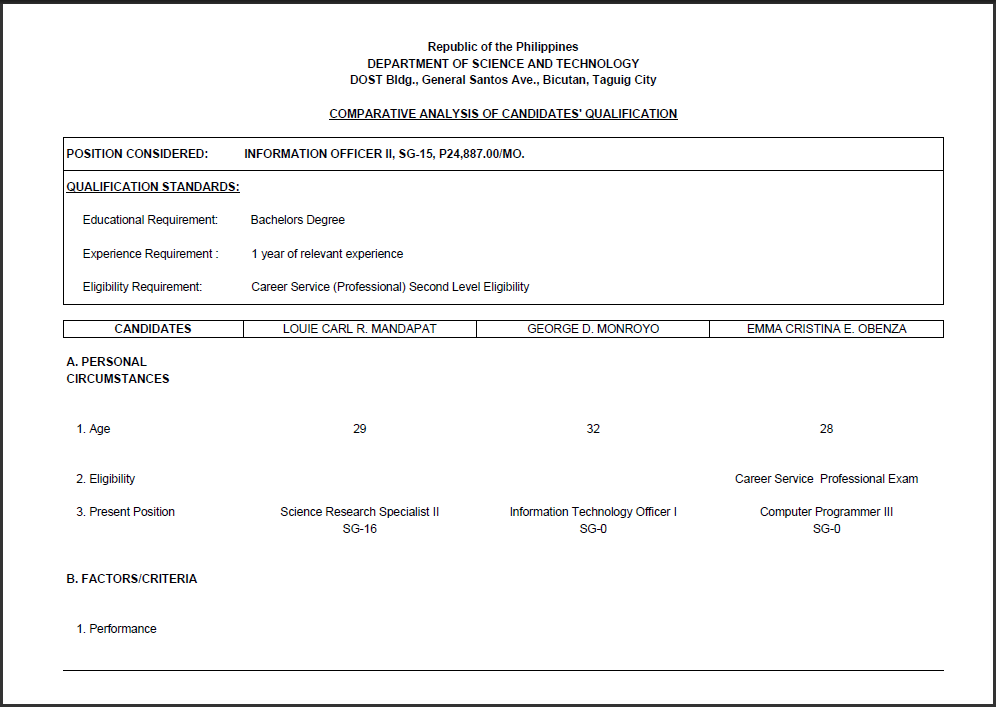 Republic of the Philippines
DEPARTMENT OF SCIENCE AND TECHNOLOGY
DOST Bldg., General Santos Ave., Bicutan, Taguig City
COMPARATIVE ANALYSIS OF CANDIDATES' QUALIFICATION
POSITION CONSIDERED: INFORMATION OFFICER II, SG-15, P24,887.00/MO.
QUALIFICATION STANDARDS:
Educational Requirement: Bachelors Degree
Experience Requirement : 1 year of relevant experience
Eligibility Requirement: Career Service (Professional) Second Level Eligibility
CANDIDATES LOUIE CARL R. MANDAPAT GEORGE D. MONROYO EMMA CRISTINA E. OBENZA
A. PERSONAL
CIRCUMSTANCES
1. Age 29 32 28
2. Eligibility Career Service Professional Exam
3. Present Position Science Research Specialist II Information Technology Officer I Computer Programmer III
SG-16 SG-0 SG-0
B. FACTORS/CRITERIA
1. Performance